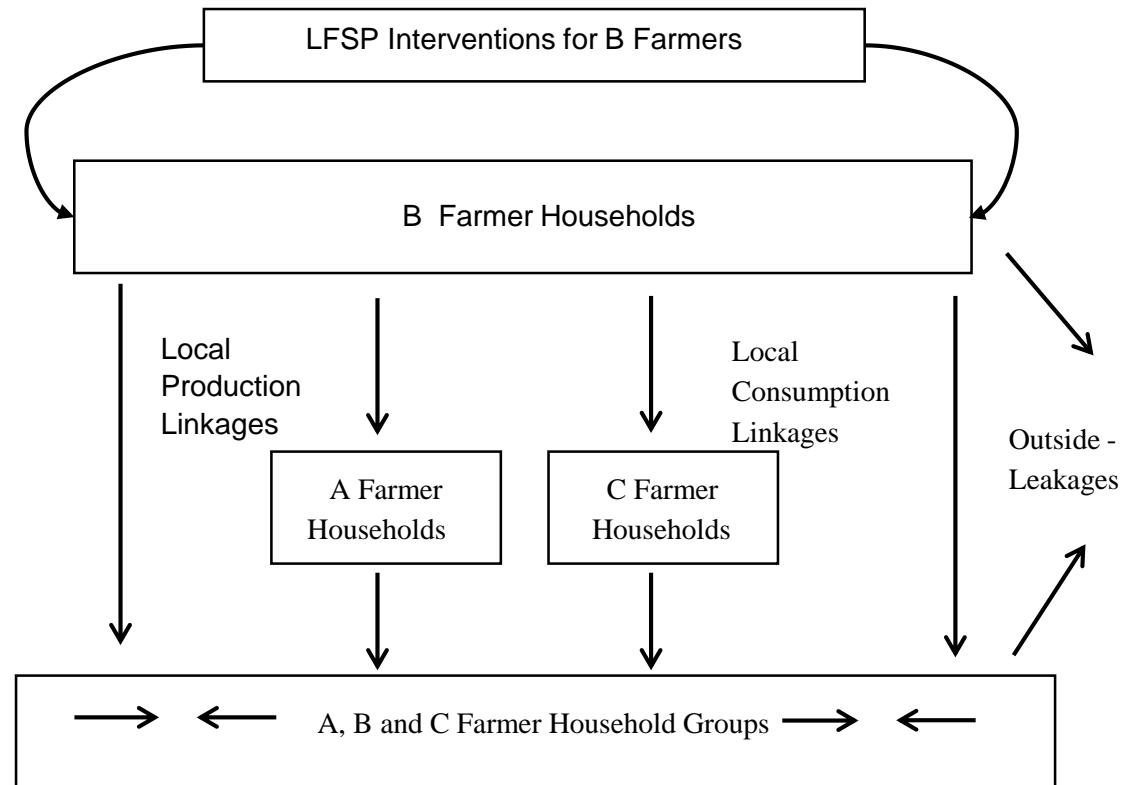 LFSP Interventions for B Farmers
B Farmer Households
Local
Production
Linkages
Local
Consumption
Linkages
Outside -
Leakages
A Farmer
Households
C Farmer
Households
A, B and C Farmer Household Groups